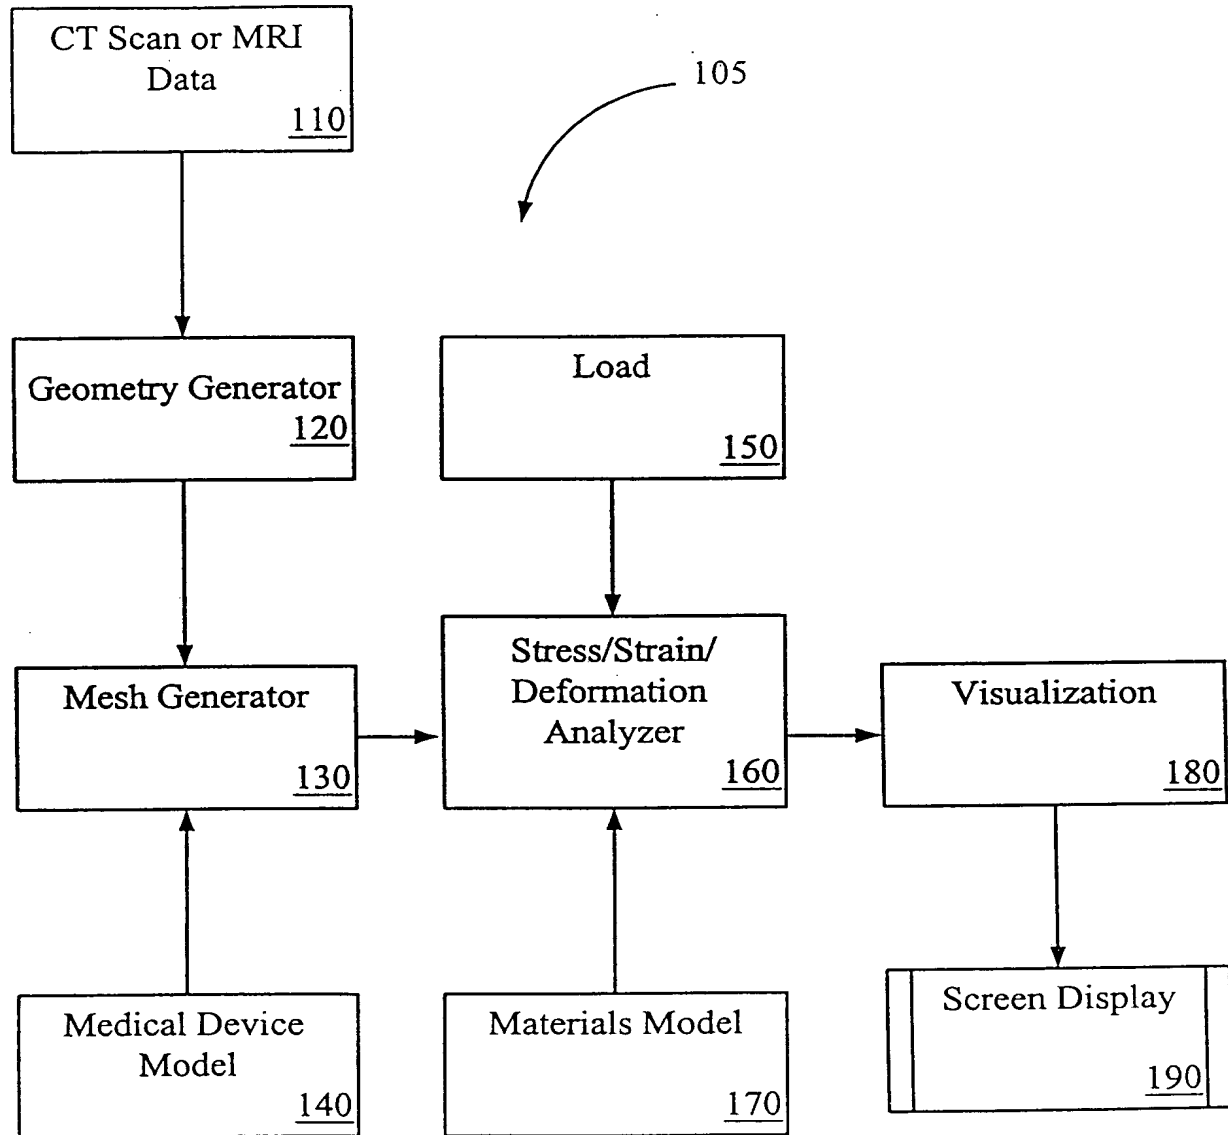 CT Scan or MRI
Data
110
105
Geometry Generator
120
Load
150
Mesh Generator
130
Stress/Strain/
Deformation
Analyzer
160
Visualization
180
Medical Device
Model
140
Materials Model
170
Screen Display
190